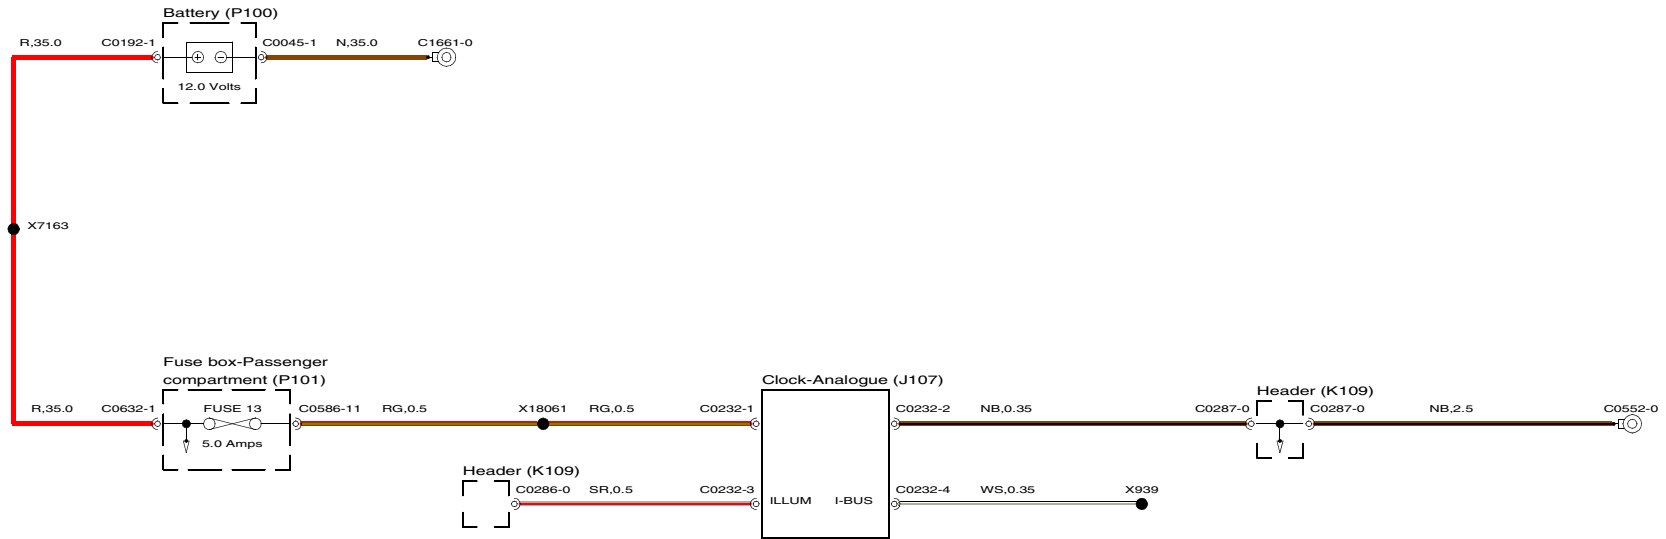 Battery (P100)
R,35.0 C0192-1 C0045-1 N,35.0 C1661-0
12.0 Volts
X7163
Fuse box-Passenger
compartment (P101) Clock-Analogue (J107)
Header (K109)
R,35.0 C0632-1 FUSE 13 C0586-11 RG,0.5 X18061 RG,0.5 C0232-1 C0232-2 NB,0.35 C0287-0 C0287-0 NB,2.5 C0552-0
5.0 Amps
Header (K109)
C0286-0 SR,0.5 C0232-3 ILLUM I-BUS C0232-4 WS,0.35 X939